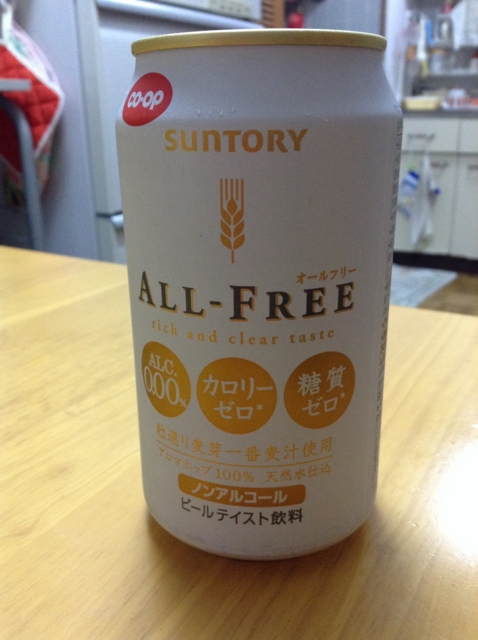 CO·OP
SUNTORY
オールフリー
ALL-FREE
rich and clear taste
ALC.
0.00%
カロリー
ゼロ*
糖質
ゼロ*
粒選り麦芽一番麦汁使用
アロマホップ100% 天然水仕込
ノンアルコール
ビールテイスト飲料